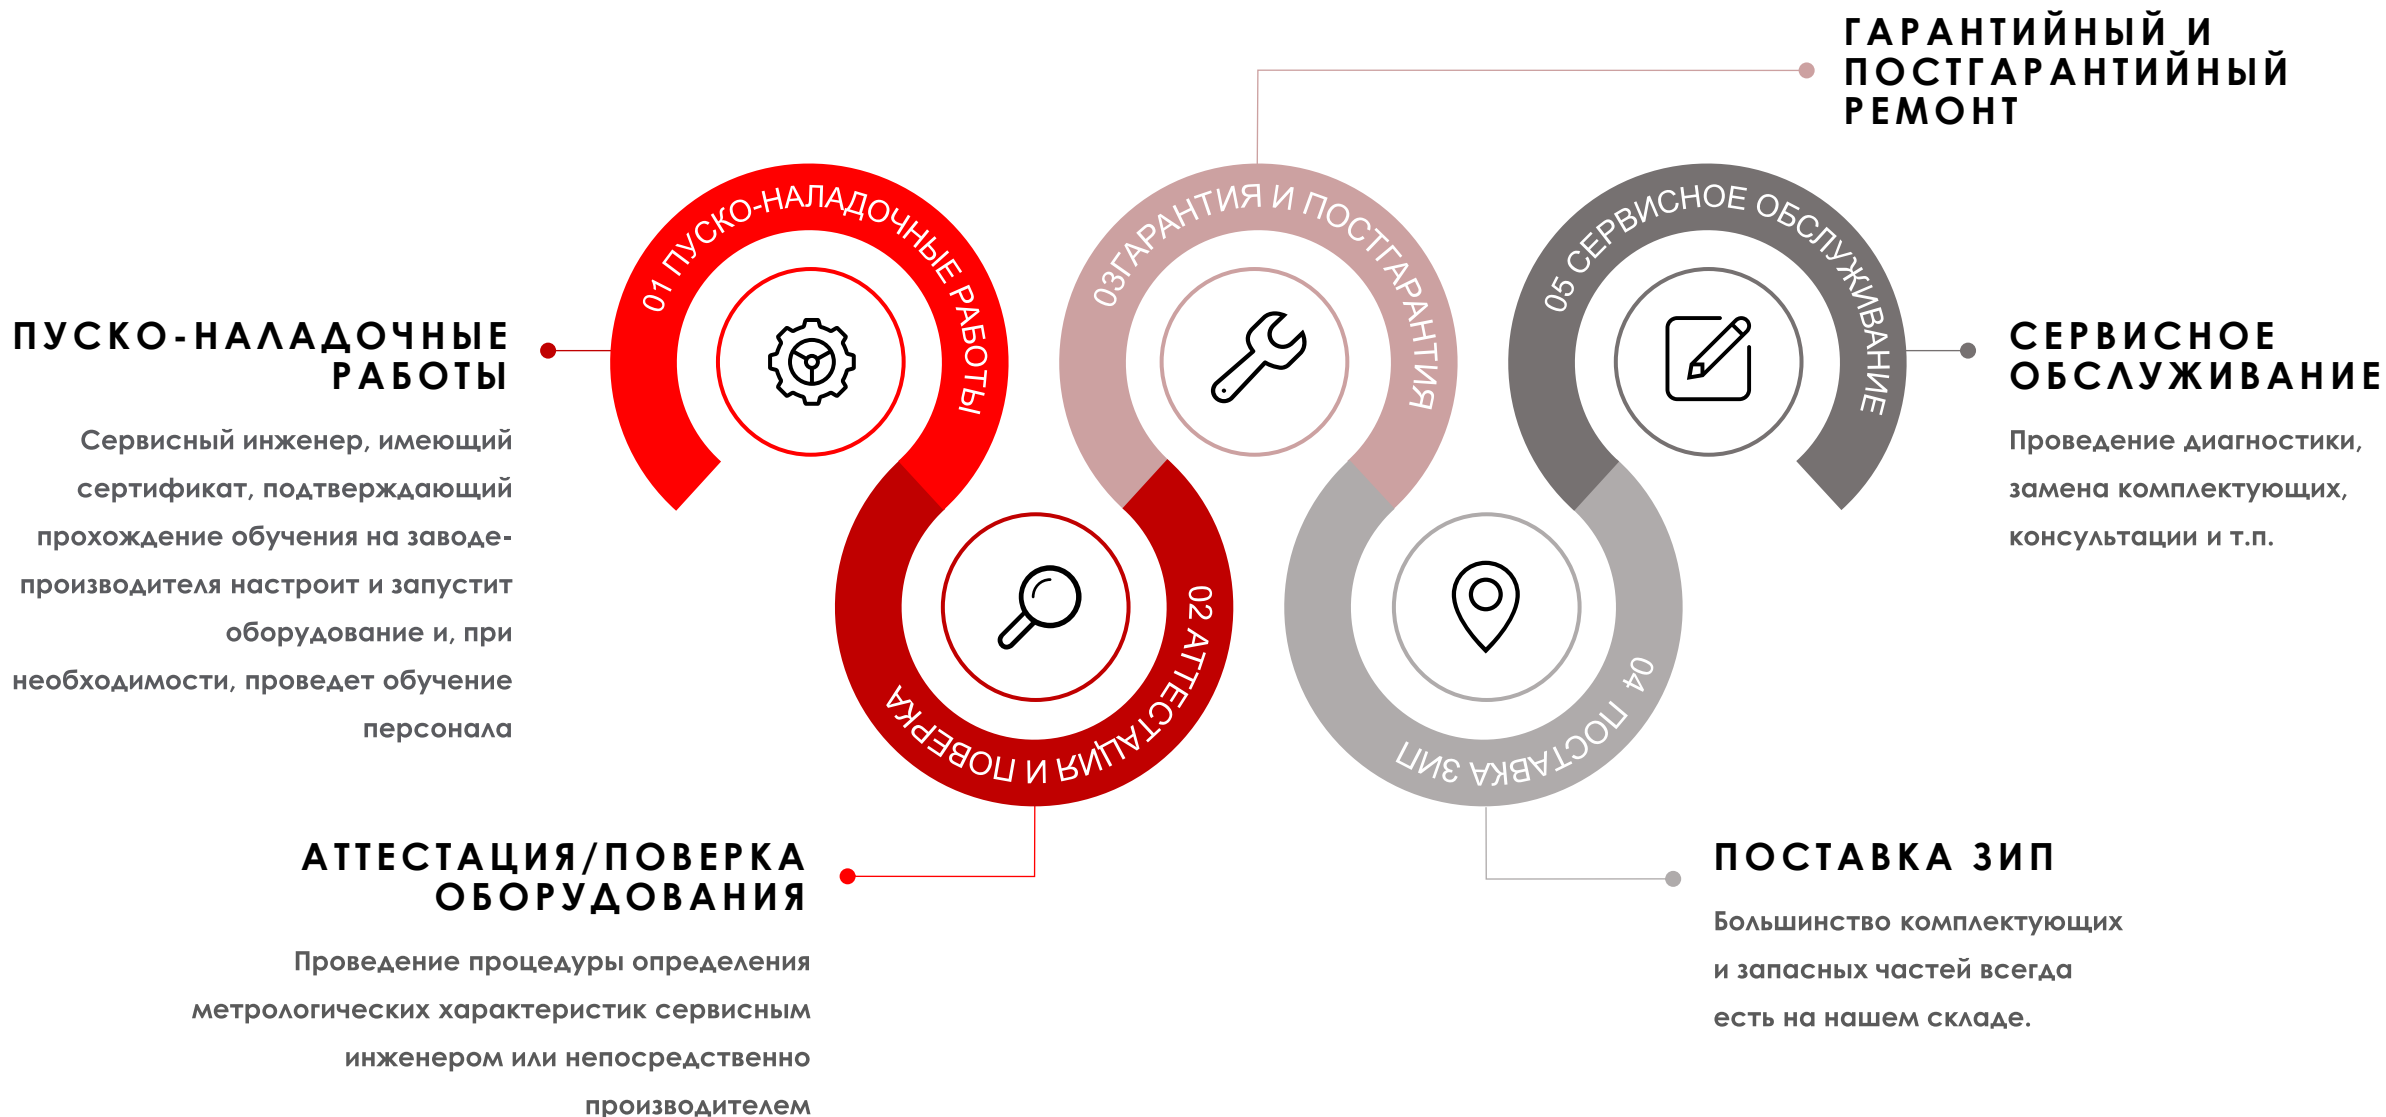 ГАРАНТИЙНЫЙ И
ПОСТГАРАНТИЙНЫЙ
РЕМОНТ
01 ПУСКО-НАЛАДОЧНЫЕ РАБОТЫ
03ГАРАНТИЯ И ПОСТГАРАНТИЯ
05 СЕРВИСНОЕ ОБСЛУЖИВАНИЕ
ПУСКО-НАЛАДОЧНЫЕ
РАБОТЫ
Сервисный инженер, имеющий
сертификат, подтверждающий
прохождение обучения на заводе-
производителя настроит и запустит
оборудование и, при
необходимости, проведет обучение
персонала
СЕРВИСНОЕ
ОБСЛУЖИВАНИЕ
Проведение диагностики,
замена комплектующих,
консультации и т.п.
02 АТТЕСТАЦИЯ И ПОВЕРКА
04 ПОСТАВКА ЗИП
АТТЕСТАЦИЯ/ПОВЕРКА
ОБОРУДОВАНИЯ
Проведение процедуры определения
метрологических характеристик сервисным
инженером или непосредственно
производителем
ПОСТАВКА ЗИП
Большинство комплектующих
и запасных частей всегда
есть на нашем складе.